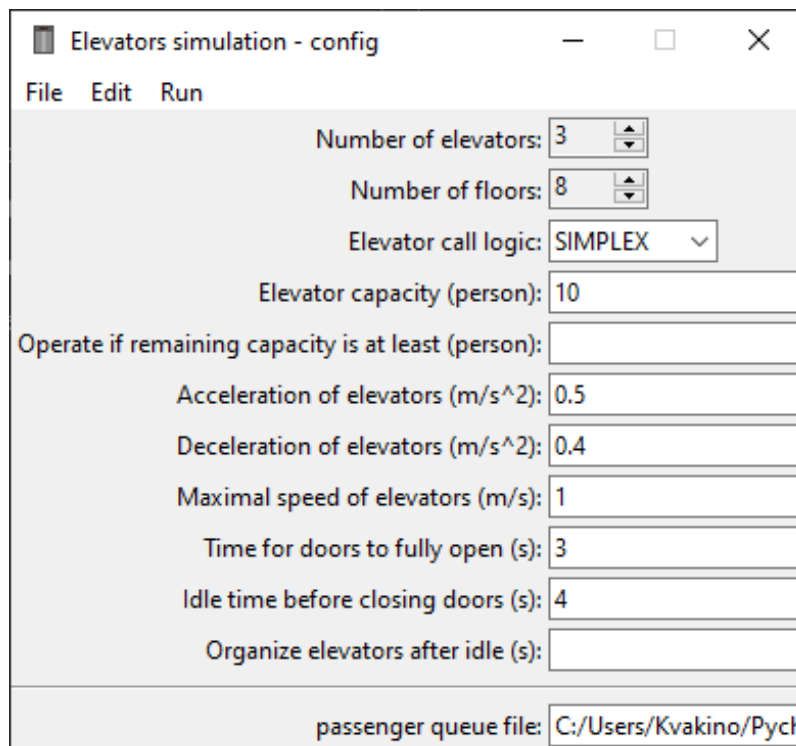 Elevators simulation - config
File Edit Run
Number of elevators: 3
Number of floors: 8
Elevator call logic: SIMPLEX
Elevator capacity (person): 10
Operate if remaining capacity is at least (person):
Acceleration of elevators (m/s^2): 0.5
Deceleration of elevators (m/s^2): 0.4
Maximal speed of elevators (m/s): 1
Time for doors to fully open (s): 3
Idle time before closing doors (s): 4
Organize elevators after idle (s):
passenger queue file: C:/Users/Kvakino/Pych